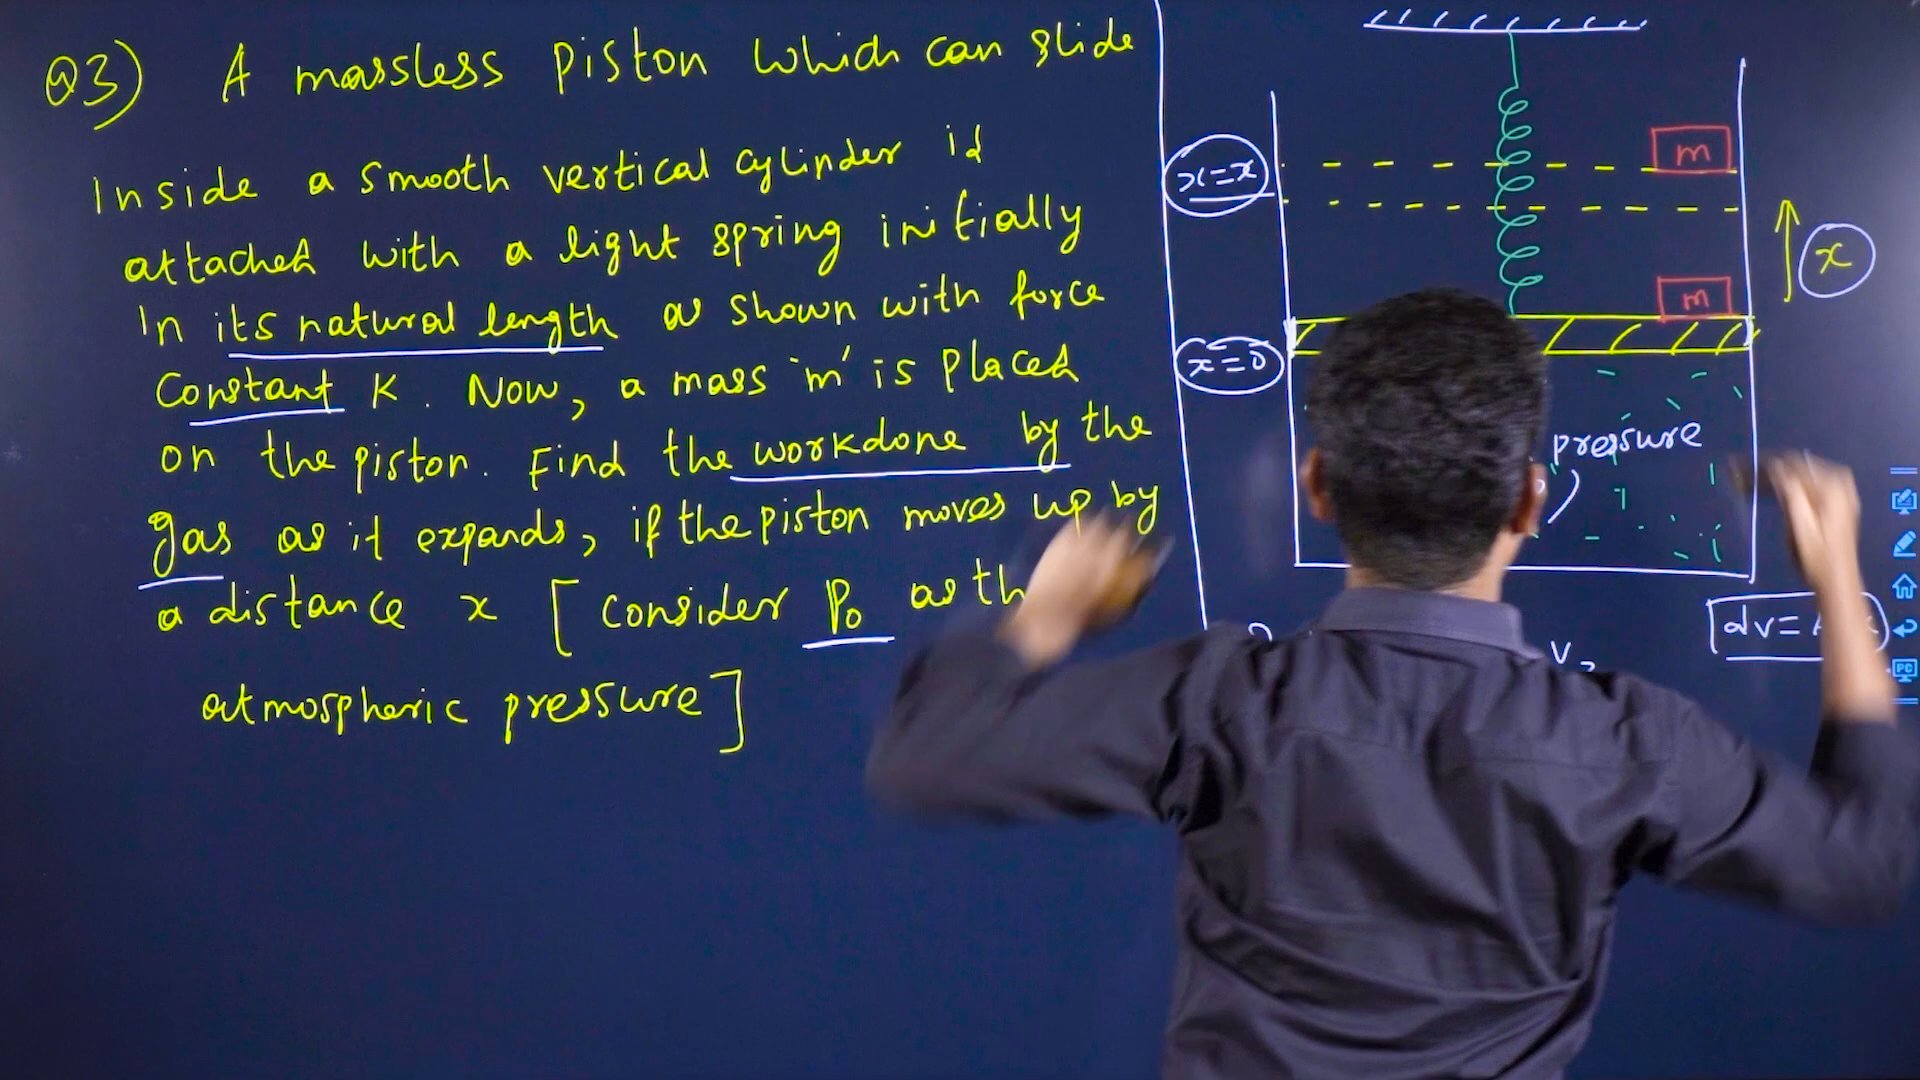 Q3) A massless piston which can slide
Inside a smooth vertical cylinder is
attached with a light spring initially
In its natural length as shown with force
Constant K. Now, a mass 'm' is placed
on the piston. Find the workdone by the
gas as it expands, if the piston moves up by
a distance x [consider P₀ as th
atmospheric pressure]
m
x=x
x
m
x=0
pressure
)
dv=
V₂
PC